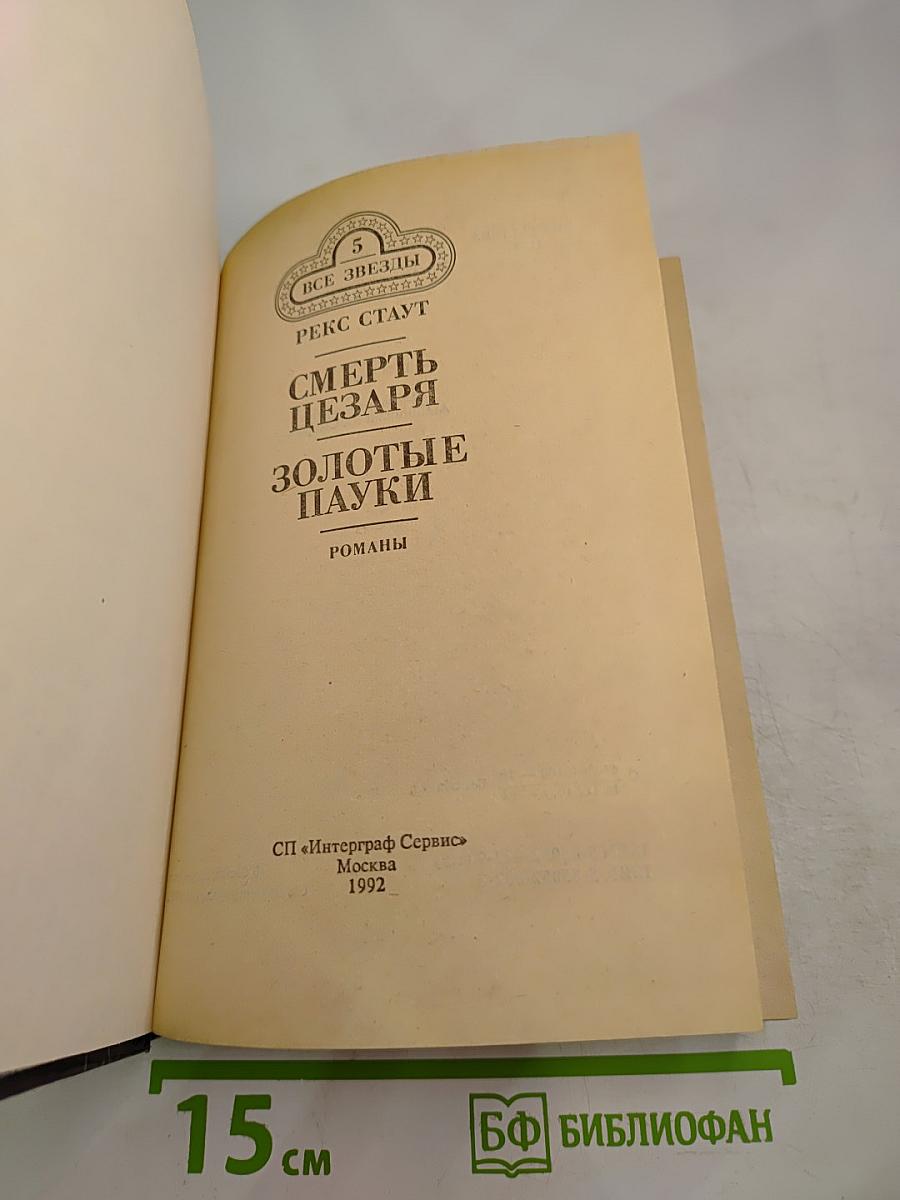 5
ВСЕ ЗВЕЗДЫ
РЕКС СТАУТ
СМЕРТЬ
ЦЕЗАРЯ
ЗОЛОТЫЕ
ПАУКИ
РОМАНЫ
СП «Интерграф Сервис»
Москва
1992
15 см
БФ БИБЛИОФАН